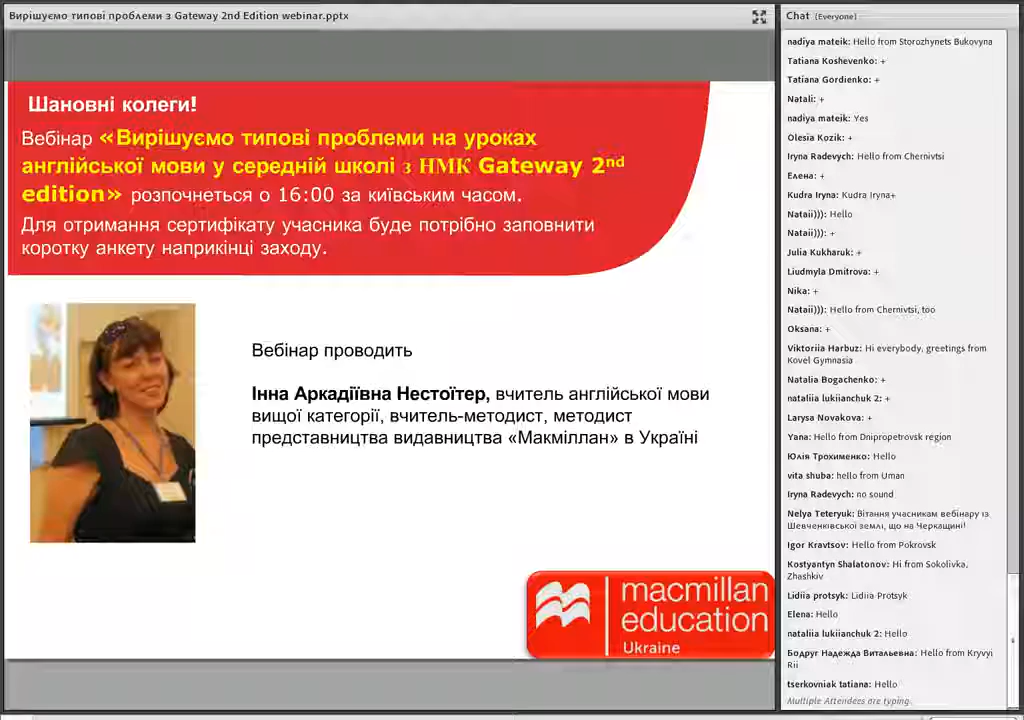 Вирішуємо типові проблеми з Gateway 2nd Edition webinar.pptx
Шановні колеги!
Вебінар «Вирішуємо типові проблеми на уроках
англійської мови у середній школі з НМК Gateway 2nd
edition» розпочнеться о 16:00 за київським часом.
Для отримання сертифікату учасника буде потрібно заповнити
коротку анкету наприкінці заходу.
Вебінар проводить
Інна Аркадіївна Нестоїтер, вчитель англійської мови
вищої категорії, вчитель-методист, методист
представництва видавництва «Макміллан» в Україні
macmillan
education
Ukraine
Chat (Everyone)
nadiya mateik: Hello from Storozhynets Bukovyna
Tatiana Koshevenko: +
Tatiana Gordienko: +
Natali: +
nadiya mateik: Yes
Olesia Kozik: +
Iryna Radevych: Hello from Chernivtsi
Елена: +
Kudra Iryna: Kudra Iryna+
Nataii))): Hello
Nataii))): +
Julia Kukharuk: +
Liudmyla Dmitrova: +
Nika: +
Nataii))): Hello from Chernivtsi, too
Oksana: +
Viktoriia Harbuz: Hi everybody, greetings from
Kovel Gymnasia
Natalia Bogachenko: +
nataliia lukiianchuk 2: +
Larysa Novakova: +
Yana: Hello from Dnipropetrovsk region
Юлія Трохименко: Hello
vita shuba: hello from Uman
Iryna Radevych: no sound
Nelya Teteryuk: Вітання учасникам вебінару із
Шевченківської землі, що на Черкащині!
Igor Kravtsov: Hello from Pokrovsk
Kostyantyn Shalatonov: Hi from Sokolivka,
Zhashkiv
Lidiia protsyk: Lidiia Protsyk
Elena: Hello
nataliia lukiianchuk 2: Hello
Бодруг Надежда Витальевна: Hello from Kryvyi
Rii
tserkovniak tatiana: Hello
Multiple Attendees are typing.